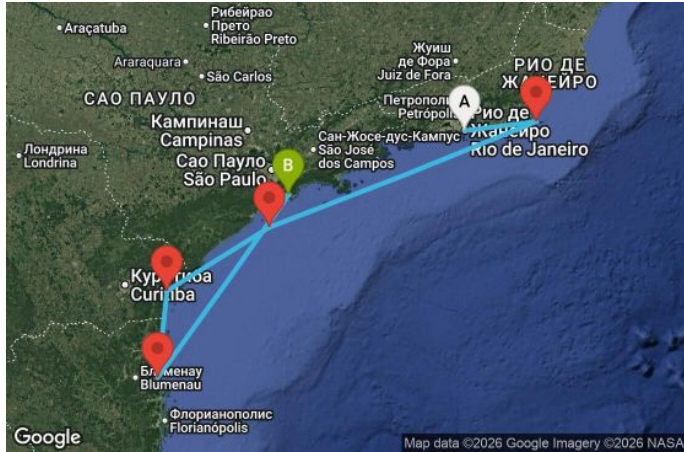 Araçatuba
Рибейрао
Прето
Ribeirão Preto
Araraquara
São Carlos
САО ПАУЛО
Жуиш
де Фора
Juiz de Fora
РИО ДЕ
ЖАНЕЙРО
A
Кампинаш
Campinas
Петрополи
Petrópolis
Рио де
Жанейро
Rio de Janeiro
Лондрина
Londrina
Сан-Жосе-дус-Кампус
São José
dos Campos
Сао Пауло
São Paulo
B
Curitiba
Blumenau
Флорианополис
Florianópolis
Google
Map data ©2026 Google Imagery ©2026 NASA